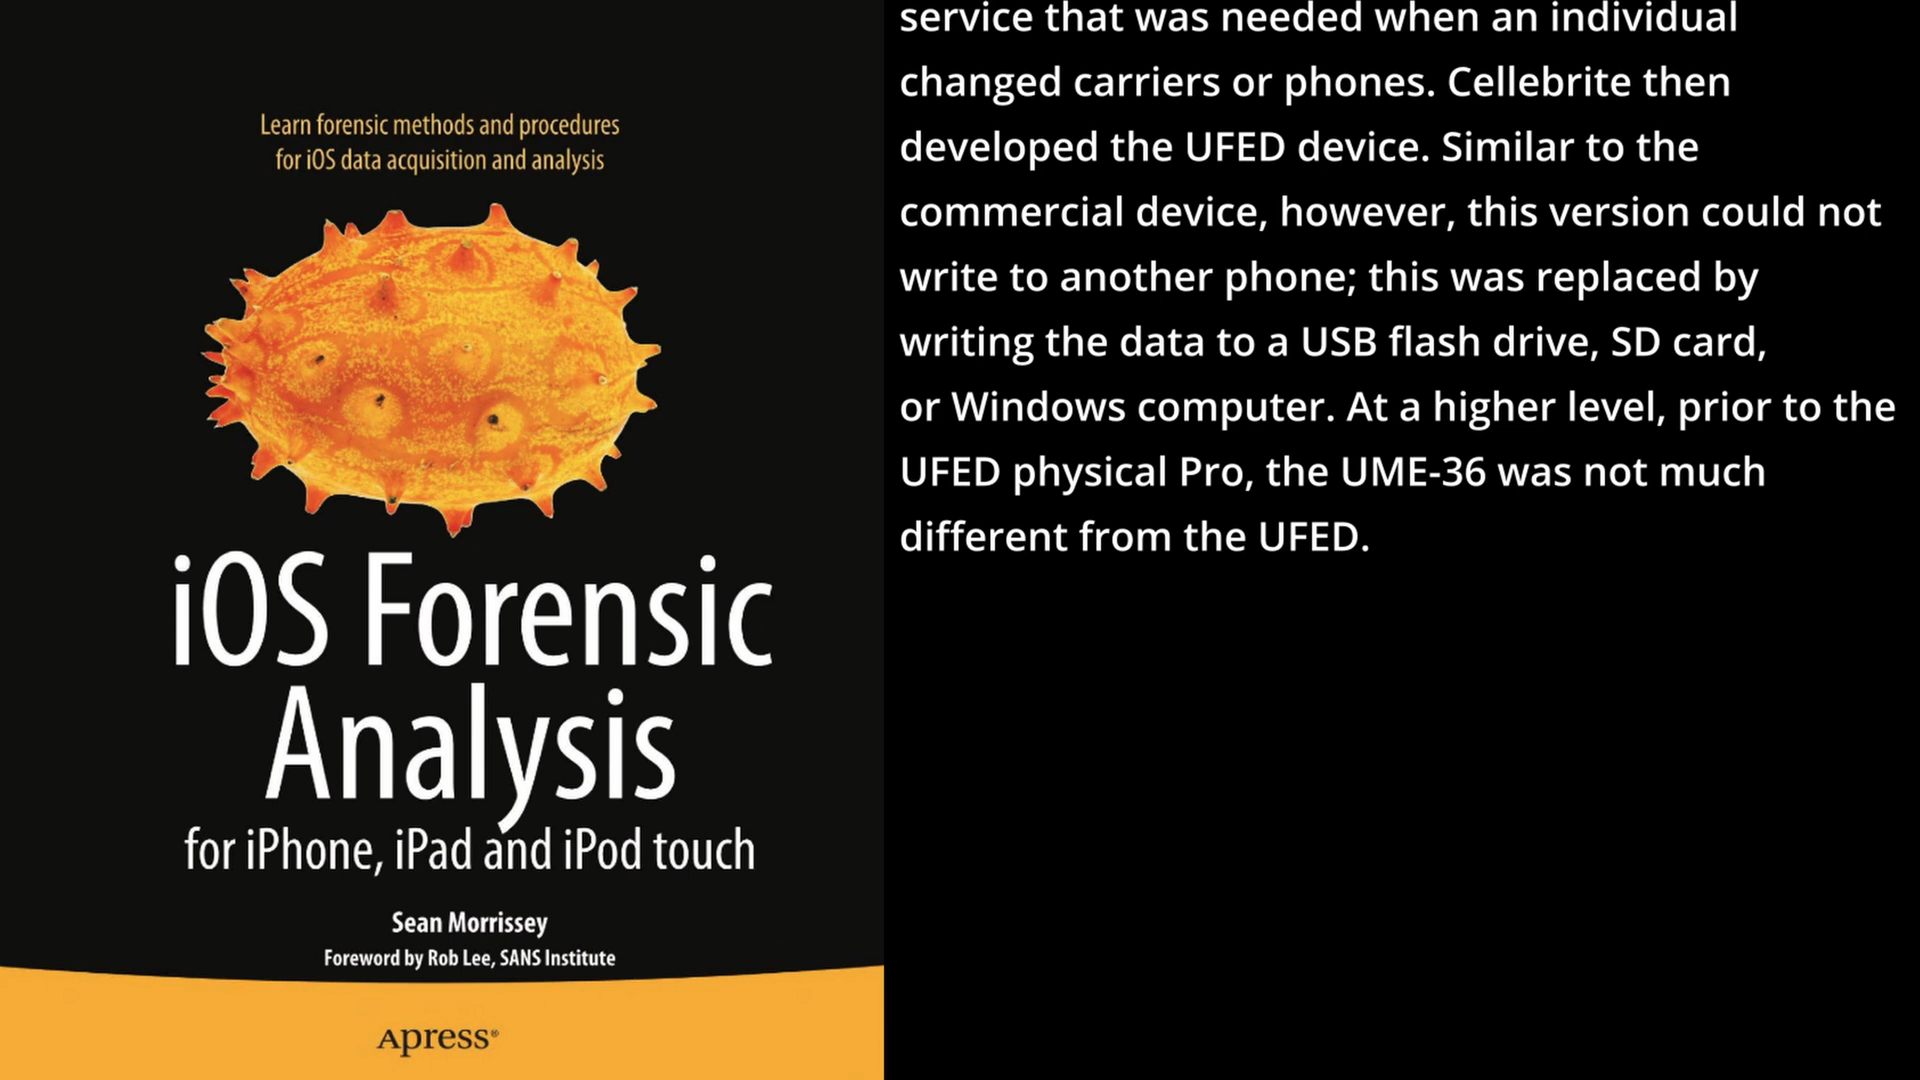 Learn forensic methods and procedures
for iOS data acquisition and analysis
iOS Forensic
Analysis
for iPhone, iPad and iPod touch
Sean Morrissey
Foreword by Rob Lee, SANS Institute
Apress®
service that was needed when an individual
changed carriers or phones. Cellebrite then
developed the UFED device. Similar to the
commercial device, however, this version could not
write to another phone; this was replaced by
writing the data to a USB flash drive, SD card,
or Windows computer. At a higher level, prior to the
UFED physical Pro, the UME-36 was not much
different from the UFED.